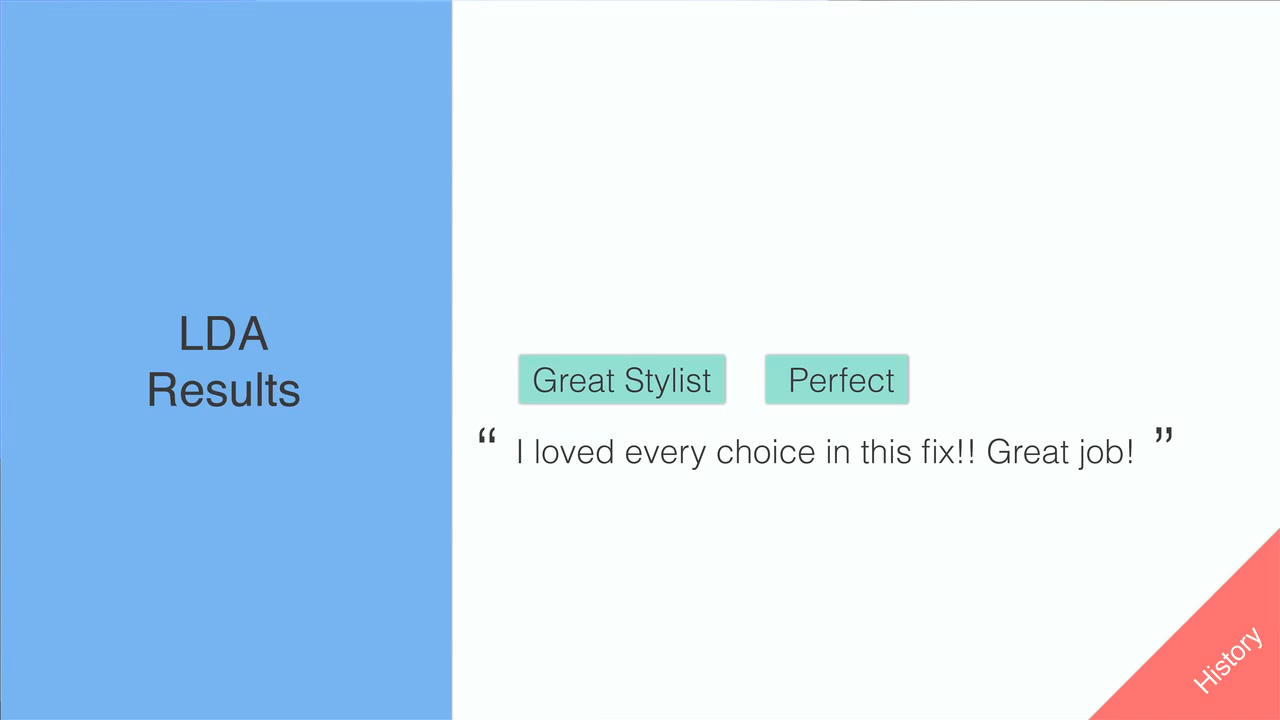 LDA
Results
Great Stylist Perfect
“ I loved every choice in this fix!! Great job! ”
History